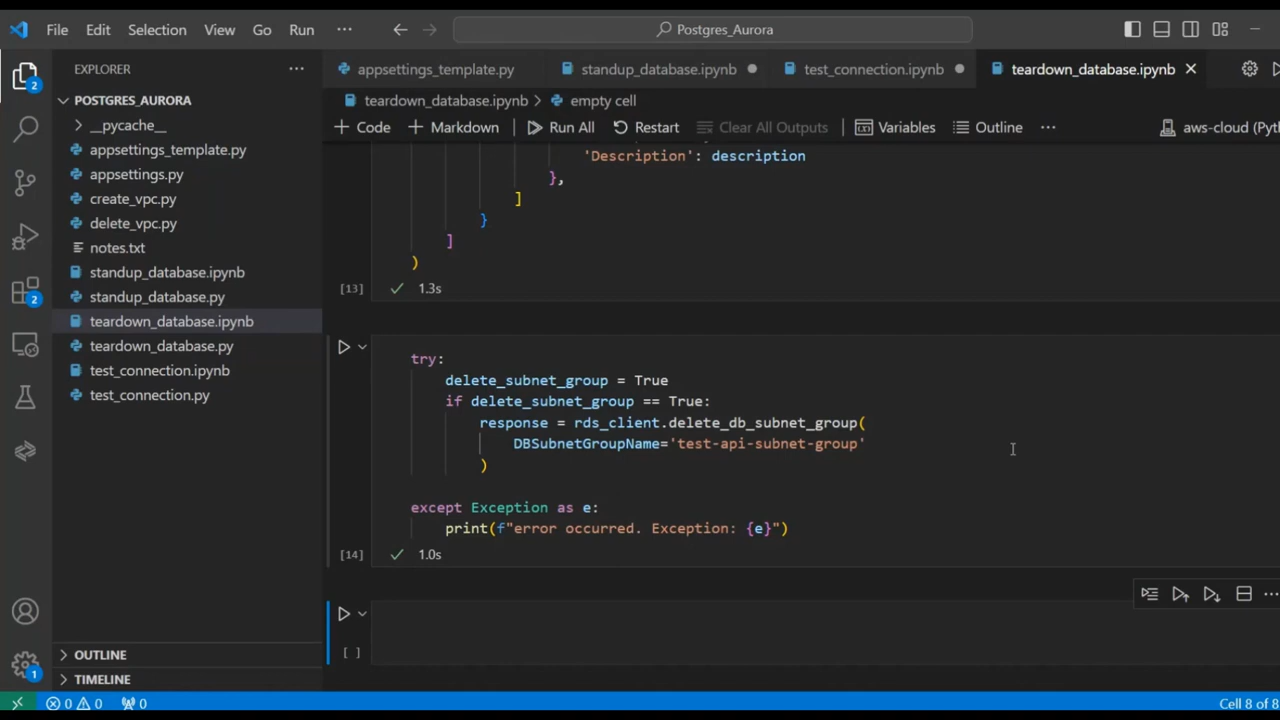 File Edit Selection View Go Run ··· Postgres_Aurora
EXPLORER ···
appsettings_template.py standup_database.ipynb test_connection.ipynb teardown_database.ipynb
POSTGRES_AURORA
teardown_database.ipynb > empty cell
__pycache__
+ Code + Markdown Run All Restart Clear All Outputs Variables Outline ··· aws-cloud (Pyth
appsettings_template.py
appsettings.py
create_vpc.py
delete_vpc.py
notes.txt
standup_database.ipynb
standup_database.py
teardown_database.ipynb
teardown_database.py
test_connection.ipynb
test_connection.py
'Description': description
},
]
}
]
)
[13] 1.3s
try:
delete_subnet_group = True
if delete_subnet_group == True:
response = rds_client.delete_db_subnet_group(
DBSubnetGroupName='test-api-subnet-group'
)
except Exception as e:
print(f"error occurred. Exception: {e}")
[14] 1.0s
[ ]
OUTLINE
TIMELINE
2
2
1
0 0 0 Cell 8 of 8